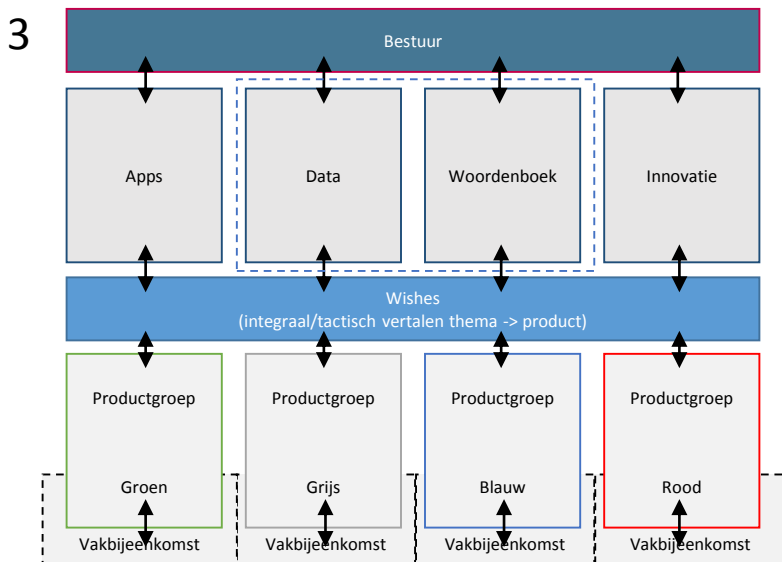 3
Bestuur
Apps
Data
Woordenboek
Innovatie
Wishes
(integraal/tactisch vertalen thema -> product)
Productgroep
Productgroep
Productgroep
Productgroep
Groen
Grijs
Blauw
Rood
Vakbijeenkomst
Vakbijeenkomst
Vakbijeenkomst
Vakbijeenkomst